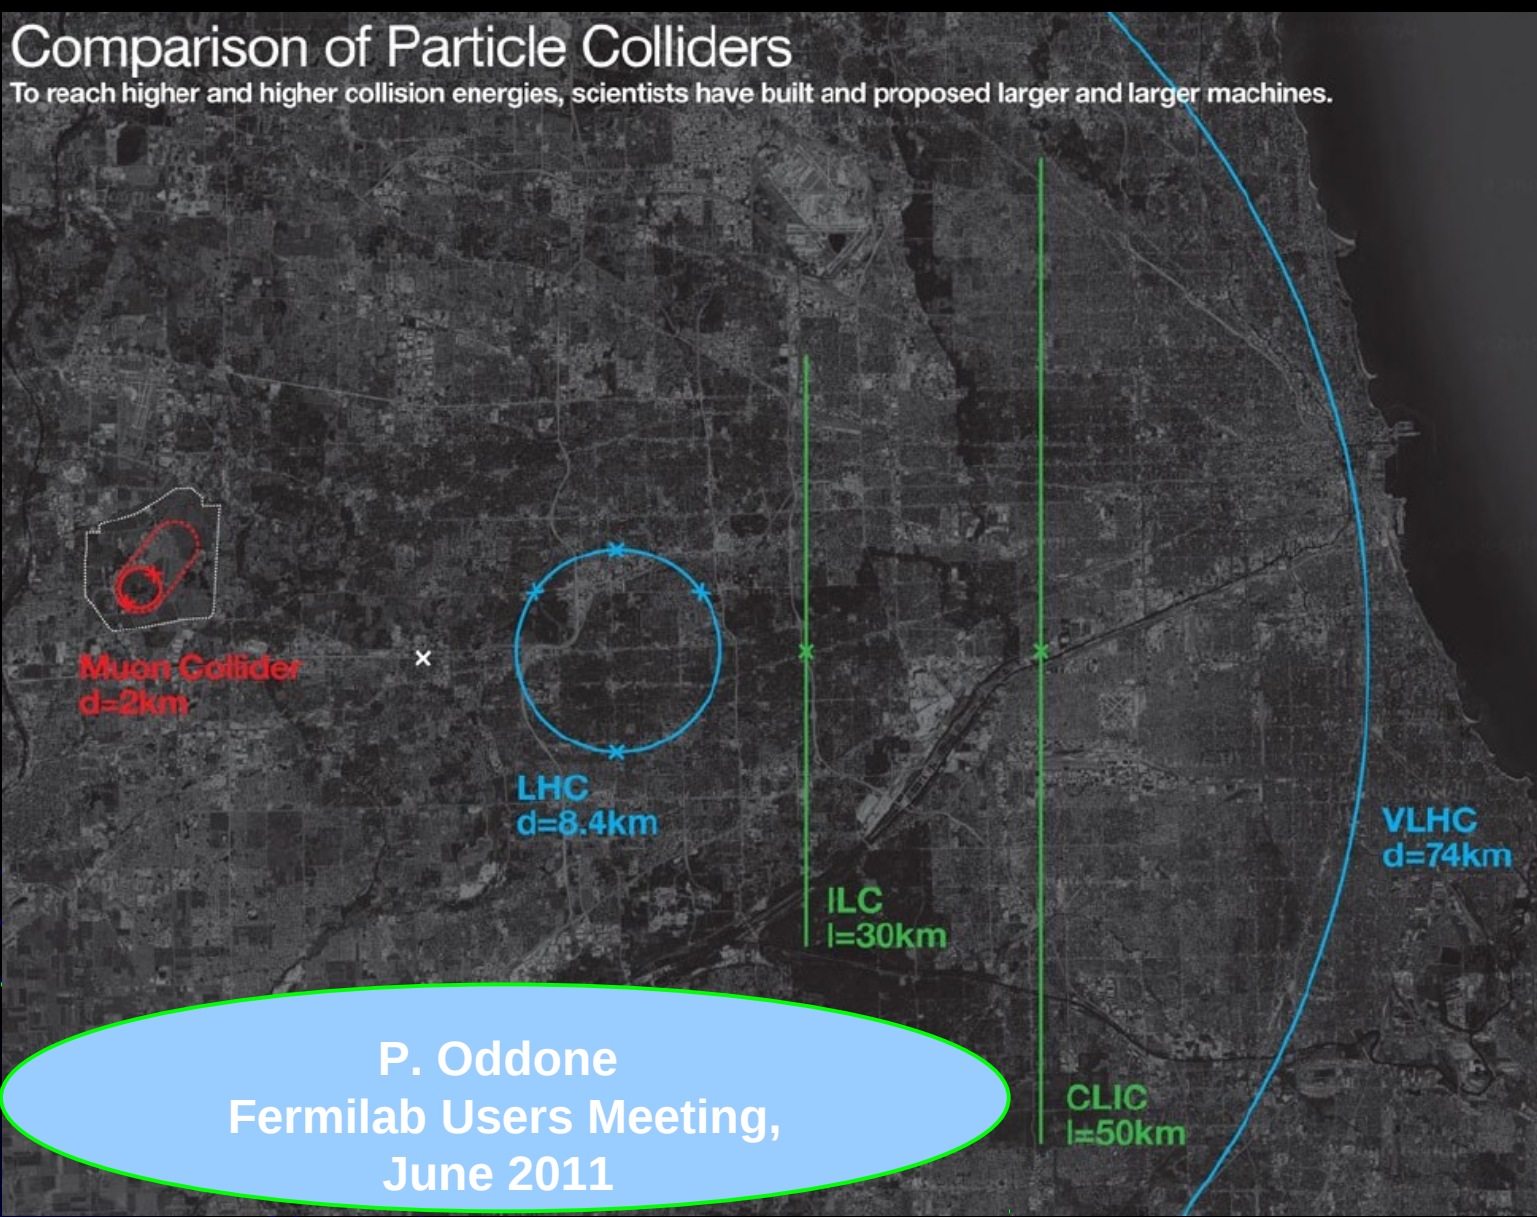 Comparison of Particle Colliders
To reach higher and higher collision energies, scientists have built and proposed larger and larger machines.
Muon Collider
d=2km
LHC
d=8.4km
VLHC
d=74km
ILC
l=30km
CLIC
l=50km
P. Oddone
Fermilab Users Meeting,
June 2011